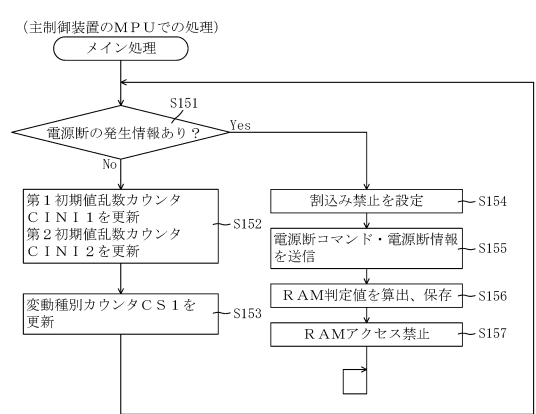 （主制御装置のＭＰＵでの処理）
メイン処理
S151
電源断の発生情報あり？
Yes
No
第１初期値乱数カウンタ
ＣＩＮＩ１を更新
第２初期値乱数カウンタ
ＣＩＮＩ２を更新
S152
変動種別カウンタＣＳ１を
更新
S153
割込み禁止を設定
S154
電源断コマンド・電源断情報
を送信
S155
ＲＡＭ判定値を算出、保存
S156
ＲＡＭアクセス禁止
S157